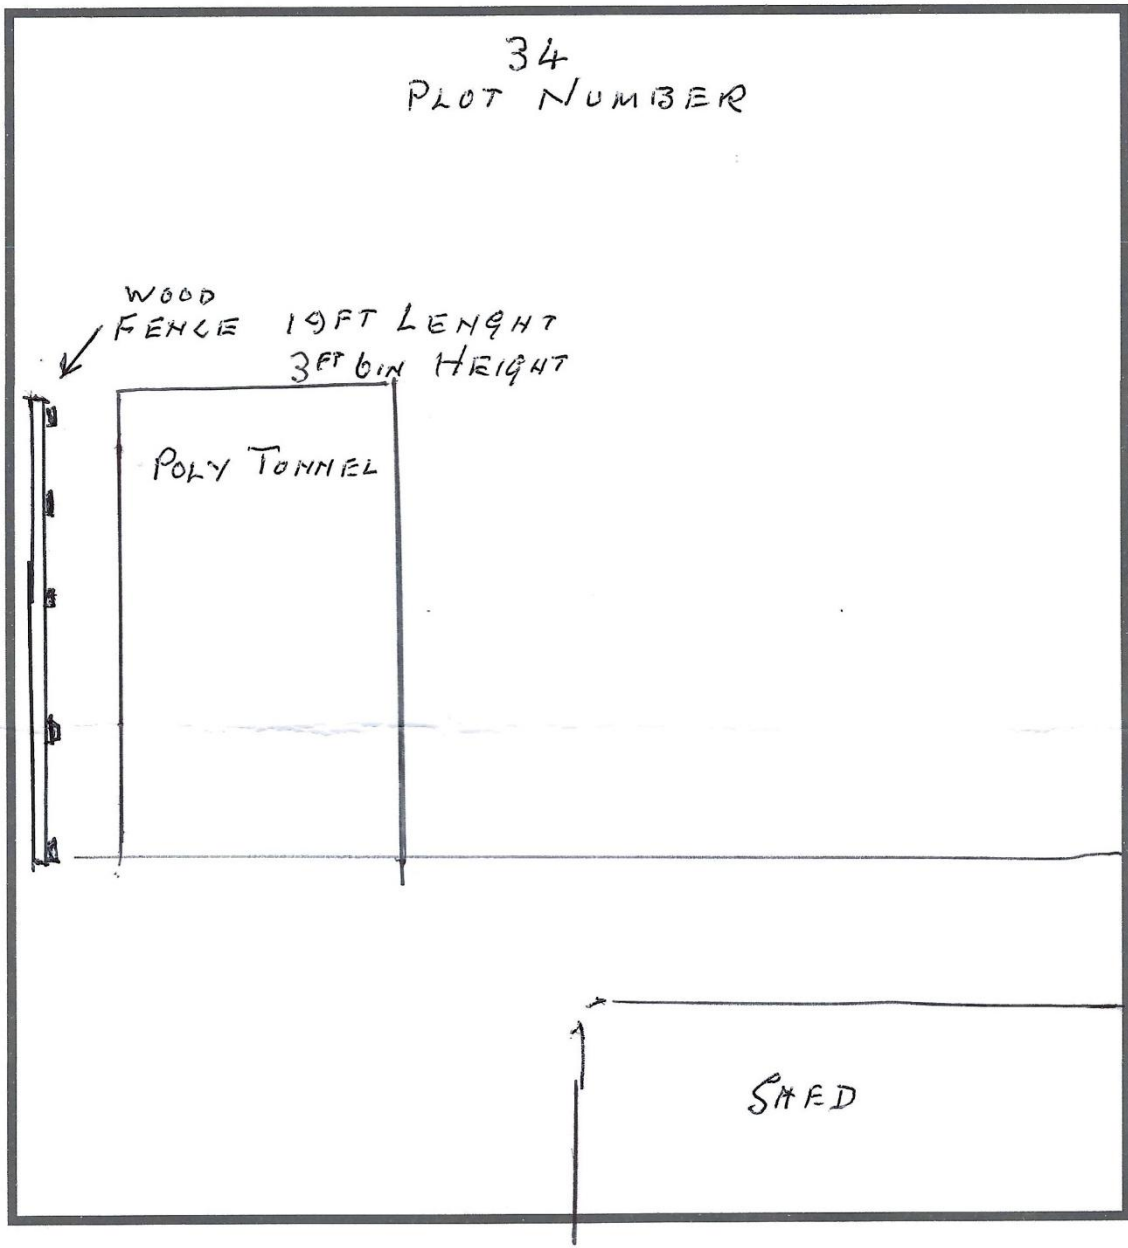 34
PLOT NUMBER
WOOD
FENCE 19FT LENGHT
3FT 6IN HEIGHT
POLY TONNEL
SHED